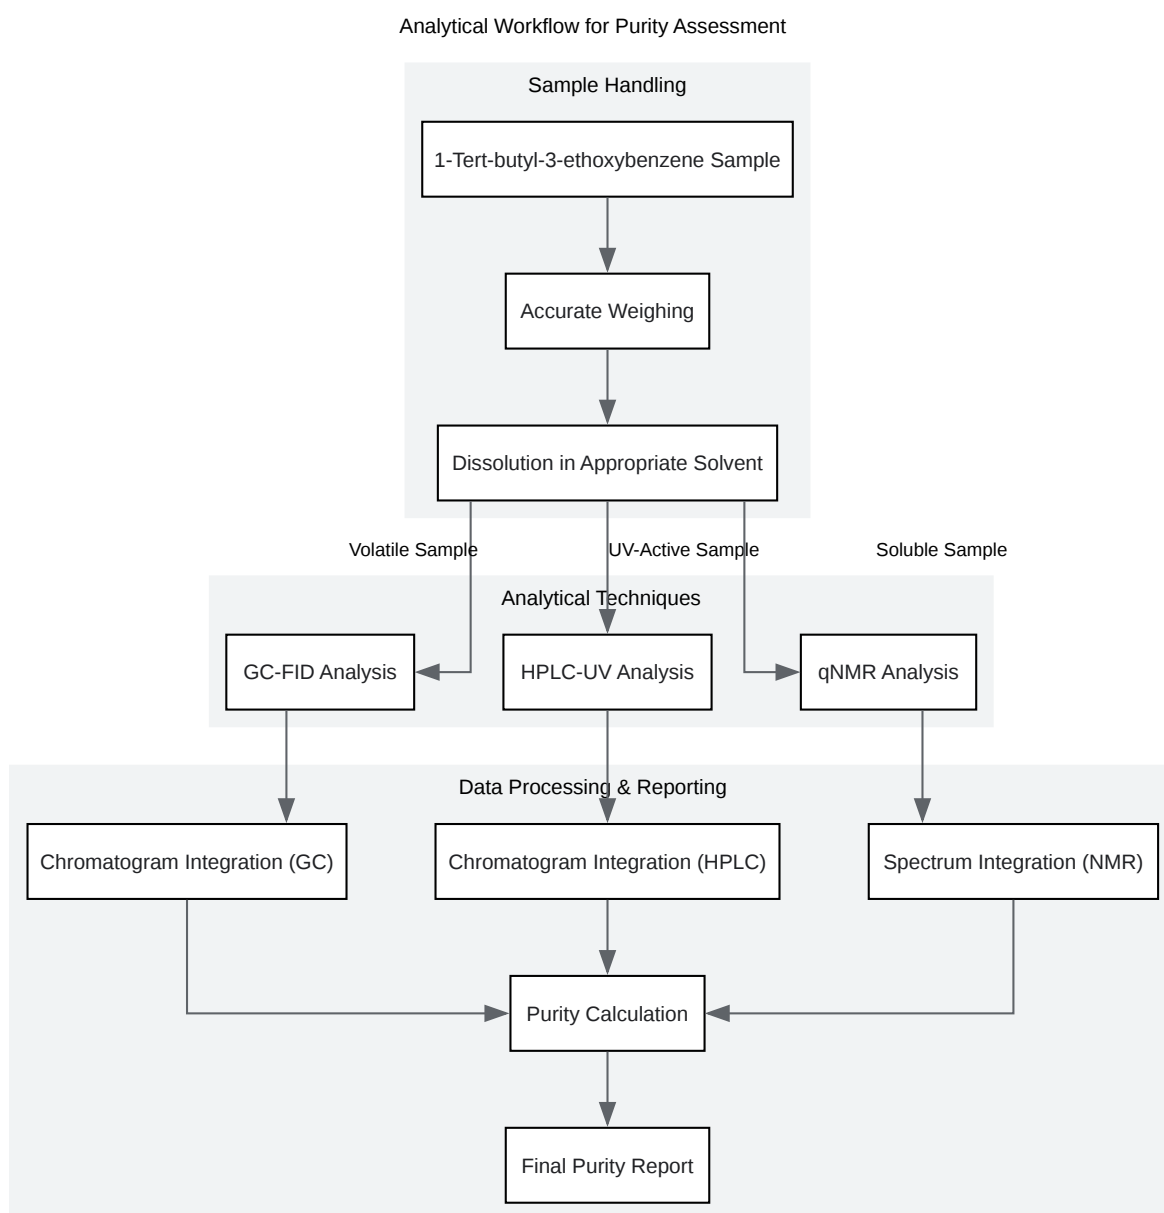 Analytical Workflow for Purity Assessment
Sample Handling
1-Tert-butyl-3-ethoxybenzene Sample
Accurate Weighing
Dissolution in Appropriate Solvent
Volatile Sample
UV-Active Sample
Soluble Sample
Analytical Techniques
GC-FID Analysis
HPLC-UV Analysis
qNMR Analysis
Data Processing & Reporting
Chromatogram Integration (GC)
Chromatogram Integration (HPLC)
Spectrum Integration (NMR)
Purity Calculation
Final Purity Report